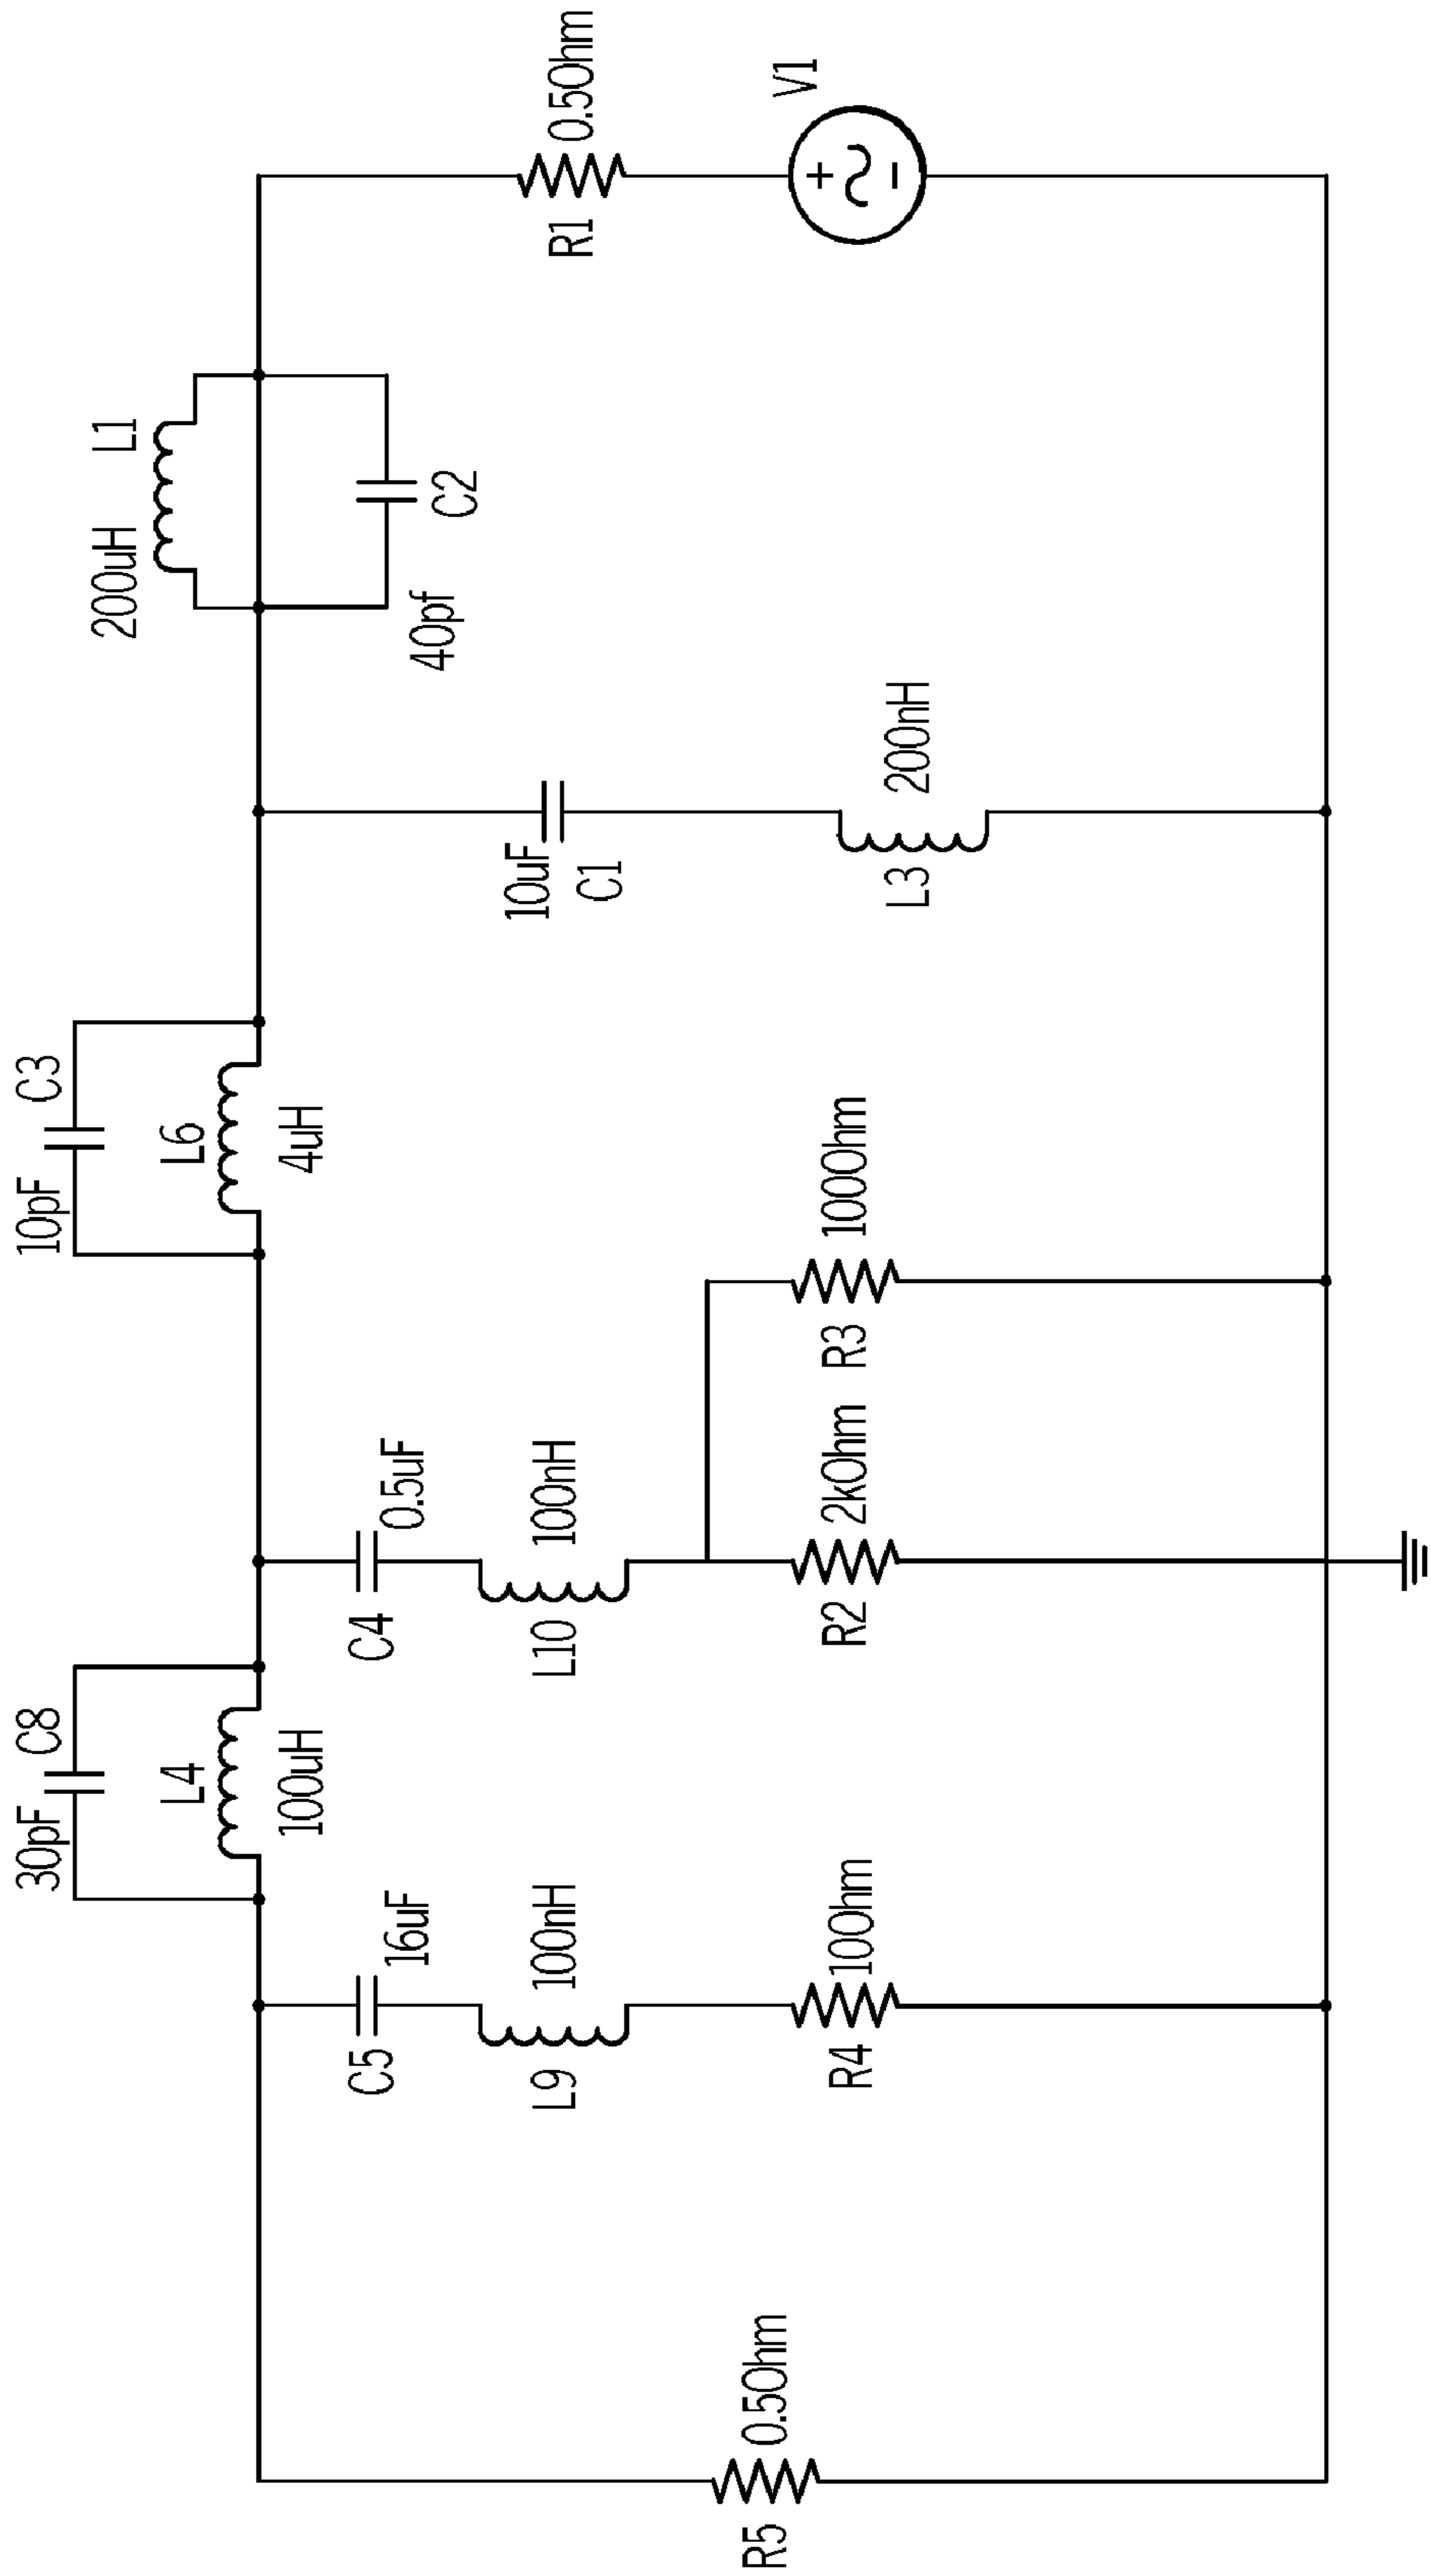 30pF C8
10pF C3
200uH L1
L4
L6
100uH
4uH
C5 16uF
C4 0.5uF
40pf C2
L9 100nH
L10 100nH
10uF
C1
R1 0.5Ohm
R5 0.5Ohm
V1
+
-
R4 10Ohm
R2 2kOhm
R3 100Ohm
L3 200nH